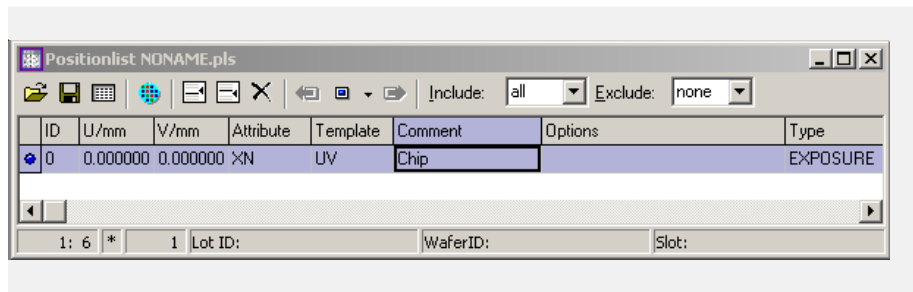 Positionlist NONAME.pls
Include: all Exclude: none
ID U/mm V/mm Attribute Template Comment Options Type
0 0.000000 0.000000 XN UV Chip EXPOSURE
1: 6 * 1 Lot ID: WaferID: Slot: